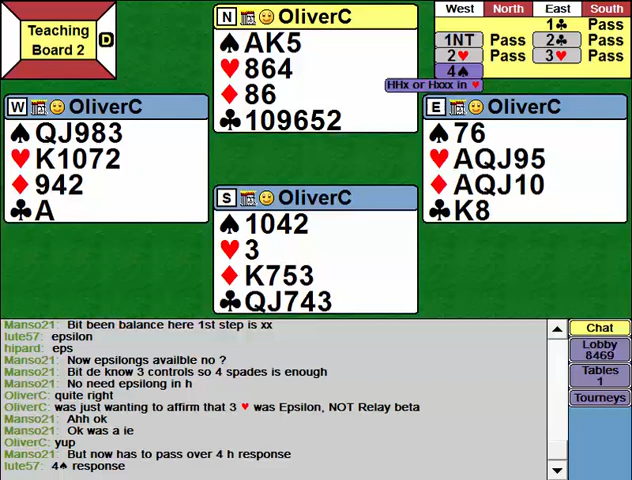 Teaching
Board 2
D
N OliverC
♠ AK5
♥ 864
♦ 86
♣ 109652
West North East South
1♣ Pass
1NT Pass 2♣ Pass
2♥ Pass 3♥ Pass
4♠
HHx or Hxxx in ♥
W OliverC
♠ QJ983
♥ K1072
♦ 942
♣ A
E OliverC
♠ 76
♥ AQJ95
♦ AQJ10
♣ K8
S OliverC
♠ 1042
♥ 3
♦ K753
♣ QJ743
Manso21: Bit been balance here 1st step is xx
lute57: epsilon
hipard: eps
Manso21: Now epsilongs availble no ?
Manso21: Bit de know 3 controls so 4 spades is enough
Manso21: No need epsilong in h
OliverC: quite right
OliverC: was just wanting to affirm that 3 ♥ was Epsilon, NOT Relay beta
Manso21: Ahh ok
Manso21: Ok was a ie
OliverC: yup
Manso21: But now has to pass over 4 h response
lute57: 4♠ response
Chat
Lobby
8469
Tables
1
Tourneys